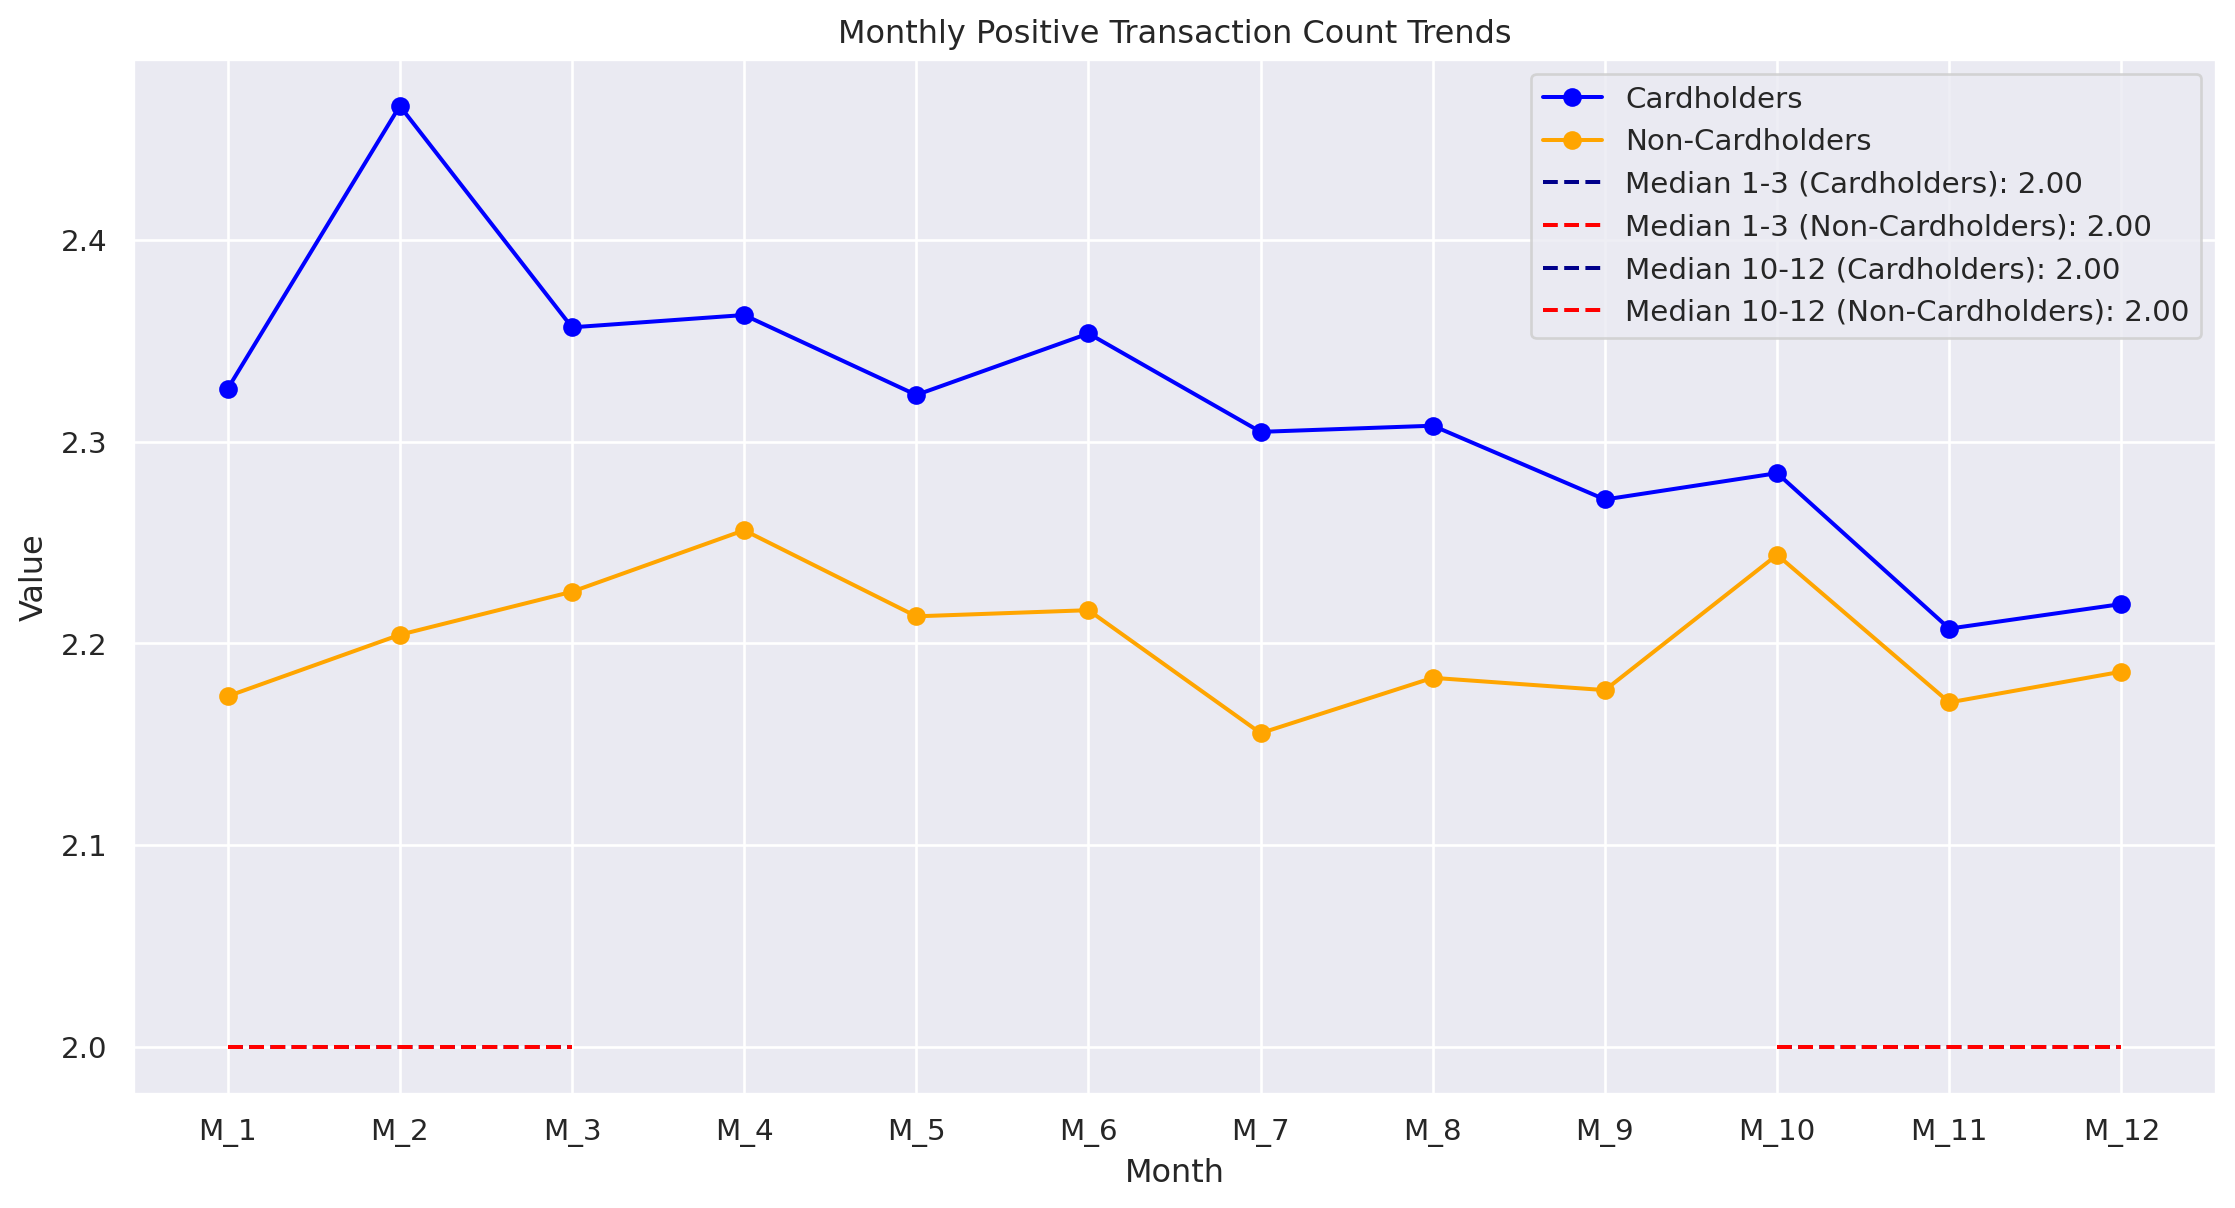 Monthly Positive Transaction Count Trends
Cardholders
Non-Cardholders
Median 1-3 (Cardholders): 2.00
Median 1-3 (Non-Cardholders): 2.00
Median 10-12 (Cardholders): 2.00
Median 10-12 (Non-Cardholders): 2.00
Value
2.4
2.3
2.2
2.1
2.0
M_1 M_2 M_3 M_4 M_5 M_6 M_7 M_8 M_9 M_10 M_11 M_12
Month